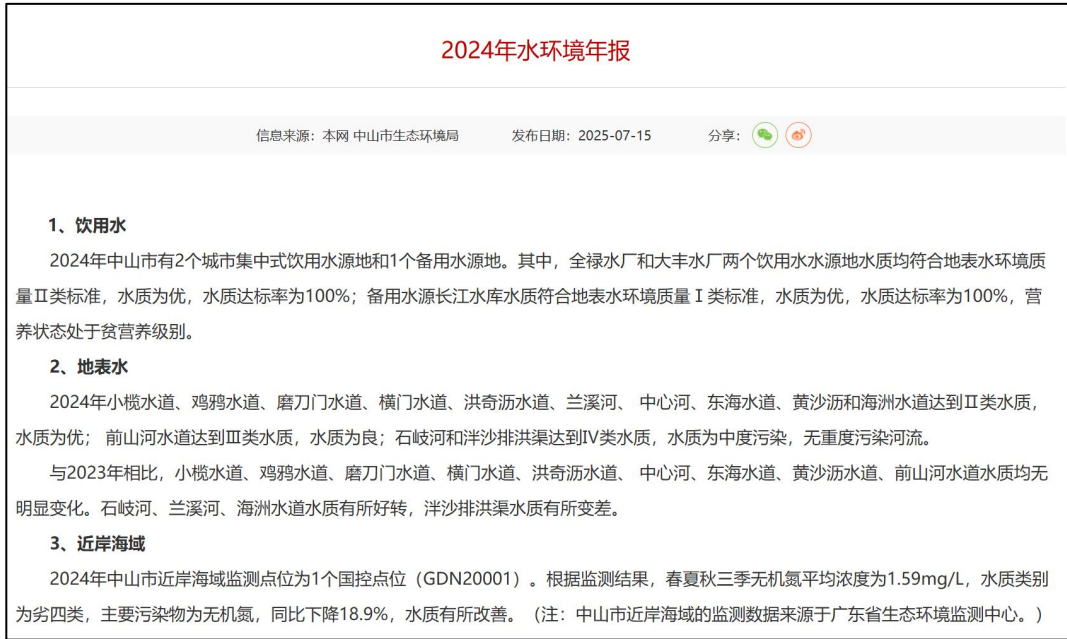 2024年水环境年报
信息来源：本网 中山市生态环境局 发布日期：2025-07-15 分享：
1、饮用水
2024年中山市有2个城市集中式饮用水源地和1个备用水源地。其中，全禄水厂和大丰水厂两个饮用水水源地水质均符合地表水环境质
量Ⅱ类标准，水质为优，水质达标率为100%；备用水源长江水库水质符合地表水环境质量Ⅰ类标准，水质为优，水质达标率为100%，营
养状态处于贫营养级别。
2、地表水
2024年小榄水道、鸡鸦水道、磨刀门水道、横门水道、洪奇沥水道、兰溪河、 中心河、东海水道、黄沙沥和海洲水道达到Ⅱ类水质，
水质为优； 前山河水道达到Ⅲ类水质，水质为良；石岐河和泮沙排洪渠达到Ⅳ类水质，水质为中度污染，无重度污染河流。
与2023年相比，小榄水道、鸡鸦水道、磨刀门水道、横门水道、洪奇沥水道、 中心河、东海水道、黄沙沥水道、前山河水道水质均无
明显变化。石岐河、兰溪河、海洲水道水质有所好转，泮沙排洪渠水质有所变差。
3、近岸海域
2024年中山市近岸海域监测点位为1个国控点位（GDN20001）。根据监测结果，春夏秋三季无机氮平均浓度为1.59mg/L，水质类别
为劣四类，主要污染物为无机氮，同比下降18.9%，水质有所改善。（注：中山市近岸海域的监测数据来源于广东省生态环境监测中心。）